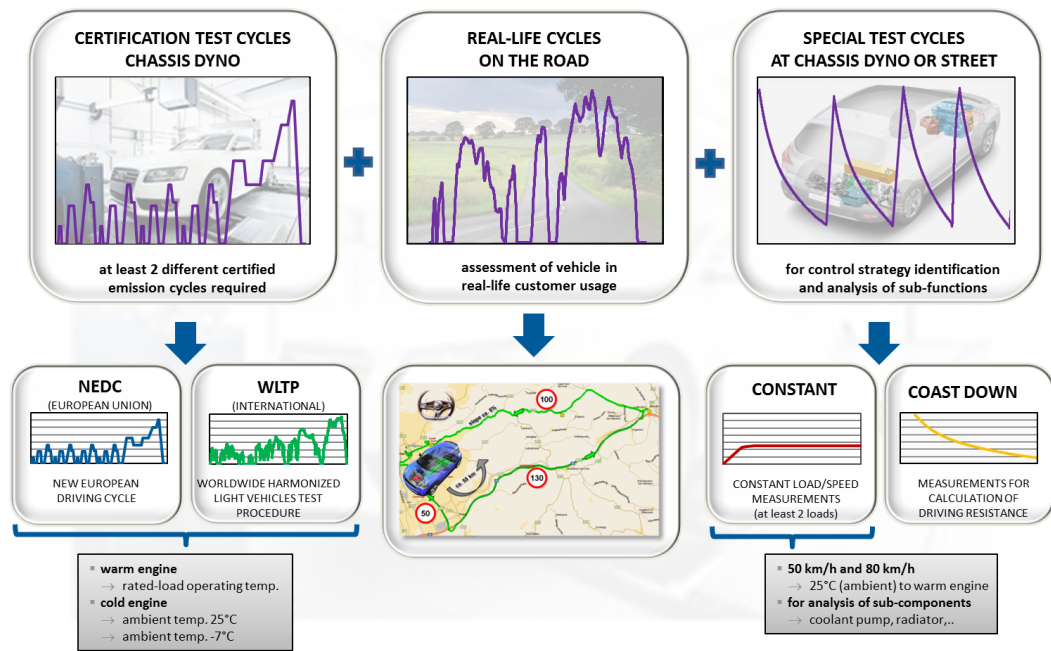 CERTIFICATION TEST CYCLES
CHASSIS DYNO
at least 2 different certified
emission cycles required
REAL-LIFE CYCLES
ON THE ROAD
assessment of vehicle in
real-life customer usage
SPECIAL TEST CYCLES
AT CHASSIS DYNO OR STREET
for control strategy identification
and analysis of sub-functions
NEDC
(EUROPEAN UNION)
NEW EUROPEAN
DRIVING CYCLE
WLTP
(INTERNATIONAL)
WORLDWIDE HARMONIZED
LIGHT VEHICLES TEST
PROCEDURE
100
slope ca. 5%
130
50
CONSTANT
CONSTANT LOAD/SPEED
MEASUREMENTS
(at least 2 loads)
COAST DOWN
MEASUREMENTS FOR
CALCULATION OF
DRIVING RESISTANCE
▪ warm engine
→ rated-load operating temp.
▪ cold engine
→ ambient temp. 25°C
→ ambient temp. -7°C
▪ 50 km/h and 80 km/h
→ 25°C (ambient) to warm engine
▪ for analysis of sub-components
→ coolant pump, radiator,..